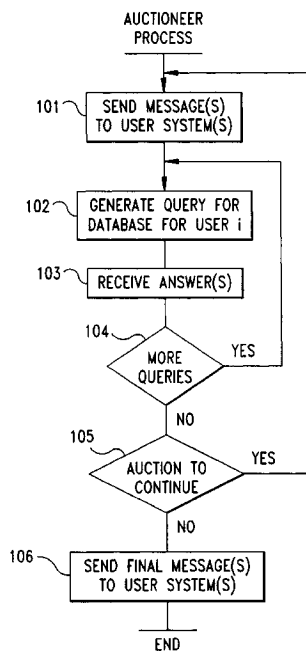 AUCTIONEER
PROCESS
101
SEND MESSAGE(S)
TO USER SYSTEM(S)
102
GENERATE QUERY FOR
DATABASE FOR USER i
103
RECEIVE ANSWER(S)
104
MORE
QUERIES
YES
NO
105
AUCTION TO
CONTINUE
YES
NO
106
SEND FINAL MESSAGE(S)
TO USER SYSTEM(S)
END